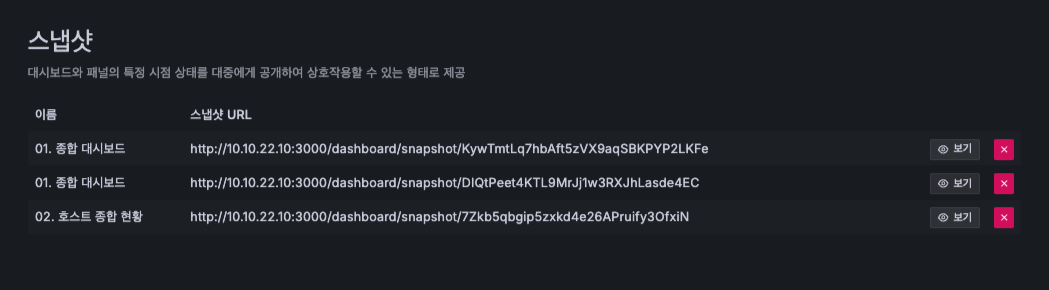 스냅샷
대시보드와 패널의 특정 시점 상태를 대중에게 공개하여 상호작용할 수 있는 형태로 제공
이름 스냅샷 URL
01. 종합 대시보드 http://10.10.22.10:3000/dashboard/snapshot/KywTmtLq7hbAft5zVX9aqSBKPYP2LKFe 보기
01. 종합 대시보드 http://10.10.22.10:3000/dashboard/snapshot/DIQtPeet4KTL9MrJj1w3RXJhLasde4EC 보기
02. 호스트 종합 현황 http://10.10.22.10:3000/dashboard/snapshot/7Zkb5qbgip5zxkd4e26APruify3OfxiN 보기